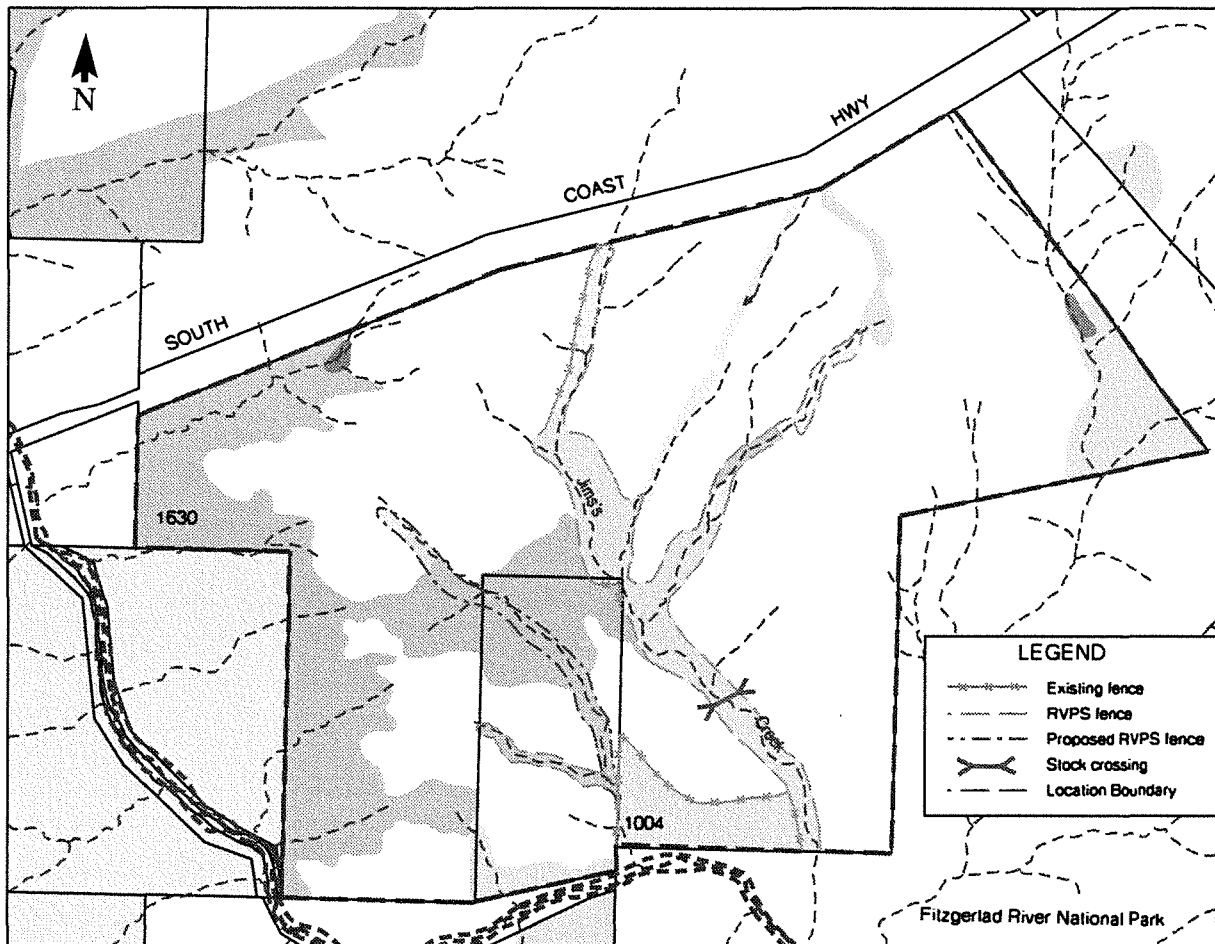 N
HWY
COAST
SOUTH
1630
Jims's
Creek
1004
LEGEND
Existing fence
RVPS fence
Proposed RVPS fence
Stock crossing
Location Boundary
Fitzgerlad River National Park